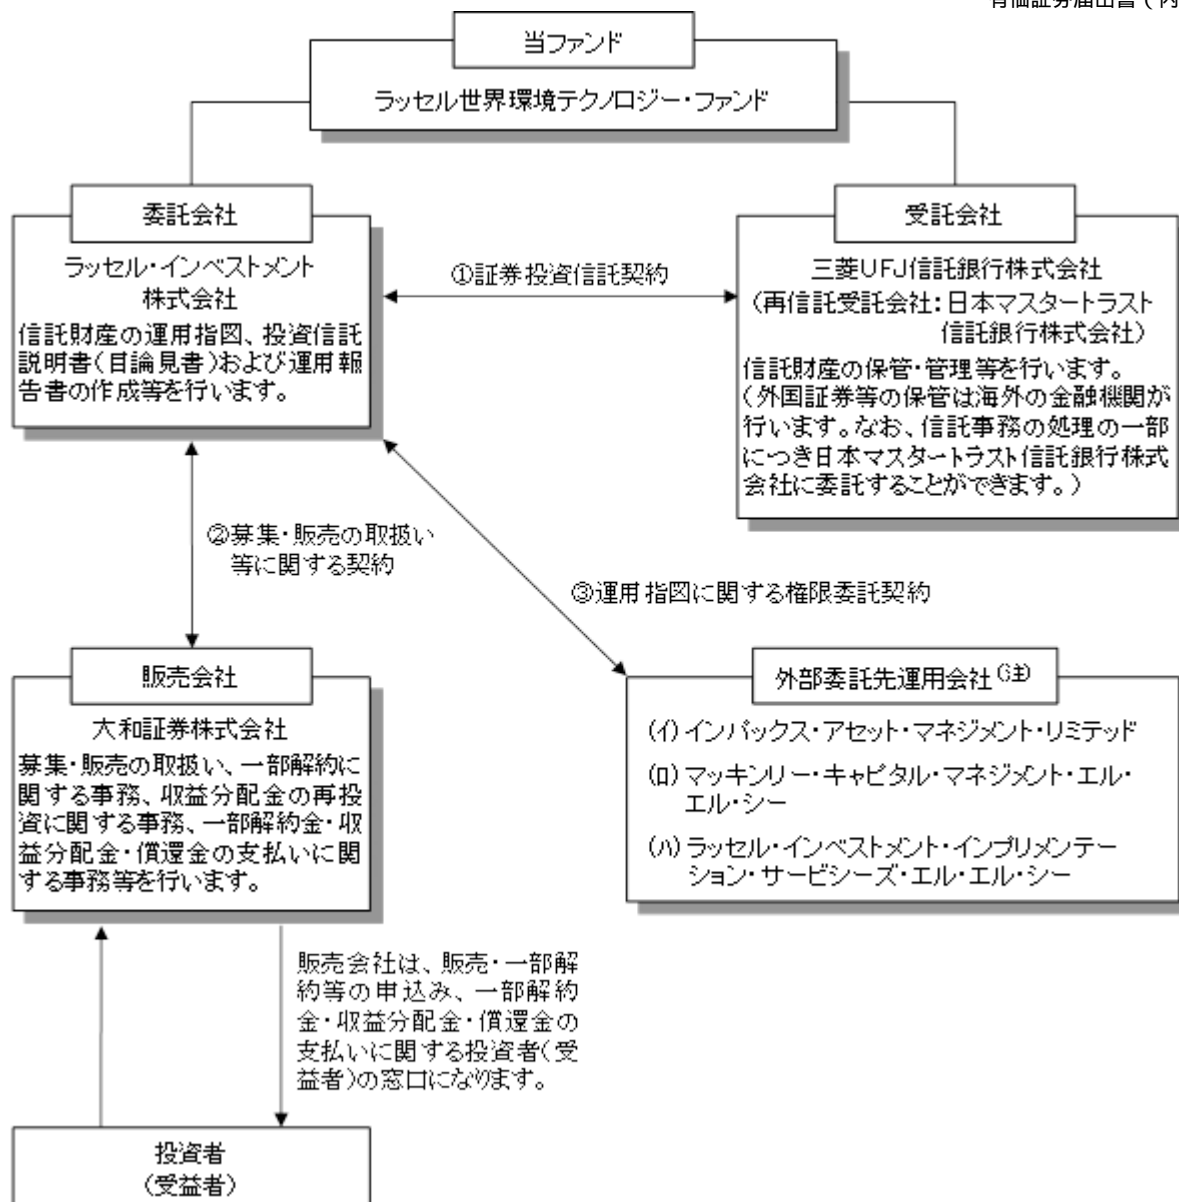 有価証券届出書(内
当ファンド
ラッセル世界環境テクノロジー・ファンド
委託会社
ラッセル・インベストメント
株式会社
信託財産の運用指図、投資信託
説明書(目論見書)および運用報
告書の作成等を行います。
①証券投資信託契約
受託会社
三菱UFJ信託銀行株式会社
(再信託受託会社:日本マスタートラスト
信託銀行株式会社)
信託財産の保管・管理等を行います。
(外国証券等の保管は海外の金融機関が
行います。なお、信託事務の処理の一部
につき日本マスタートラスト信託銀行株式
会社に委託することができます。)
②募集・販売の取扱い
等に関する契約
③運用指図に関する権限委託契約
販売会社
大和証券株式会社
募集・販売の取扱い、一部解約に
関する事務、収益分配金の再投
資に関する事務、一部解約金・収
益分配金・償還金の支払いに関
する事務等を行います。
外部委託先運用会社(注)
(イ)インパックス・アセット・マネジメント・リミテッド
(ロ)マッキンリー・キャピタル・マネジメント・エル・
エル・シー
(ハ)ラッセル・インベストメント・インプリメンテー
ション・サービシーズ・エル・エル・シー
販売会社は、販売・一部解
約等の申込み、一部解約
金・収益分配金・償還金の
支払いに関する投資者(受
益者)の窓口になります。
投資者
(受益者)